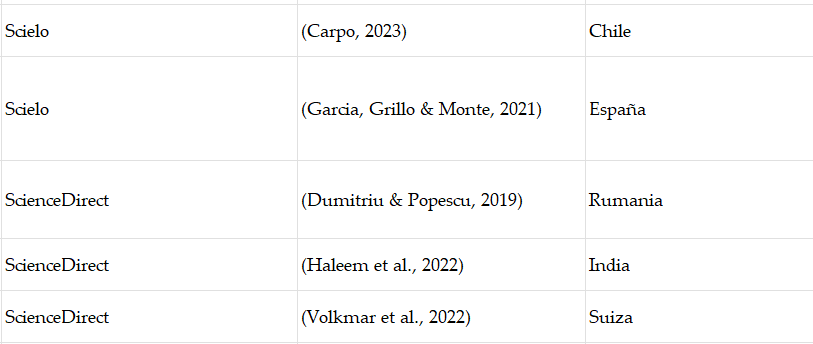 Scielo (Carpo, 2023) Chile
Scielo (Garcia, Grillo & Monte, 2021) España
ScienceDirect (Dumitriu & Popescu, 2019) Rumania
ScienceDirect (Haleem et al., 2022) India
ScienceDirect (Volkmar et al., 2022) Suiza